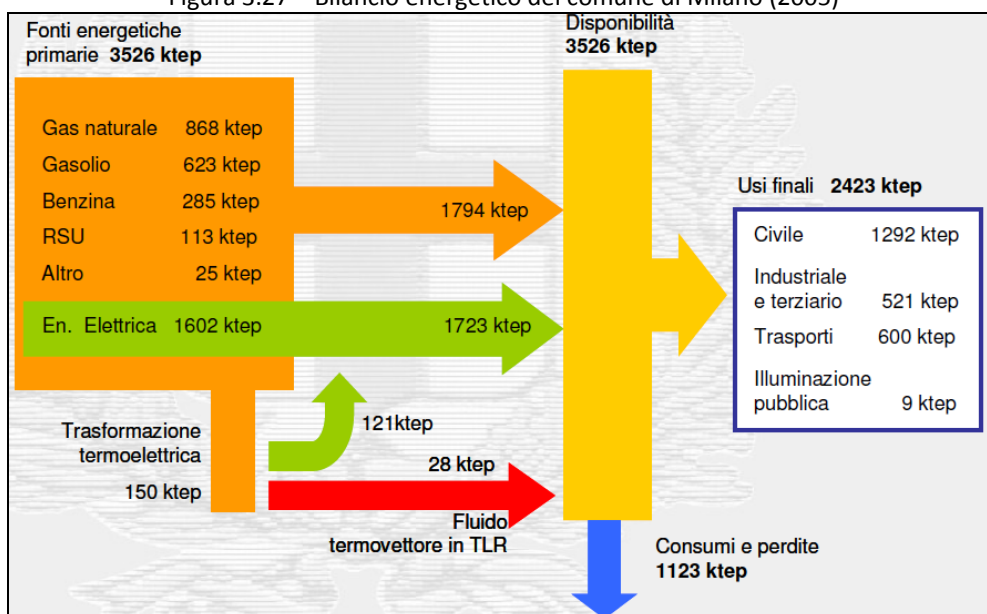 Figura 3.27 – Bilancio energetico del comune di Milano (2005)
Fonti energetiche
primarie 3526 ktep
Disponibilità
3526 ktep
Gas naturale 868 ktep
Gasolio 623 ktep
Benzina 285 ktep
RSU 113 ktep
Altro 25 ktep
1794 ktep
En. Elettrica 1602 ktep
1723 ktep
Usi finali 2423 ktep
Civile 1292 ktep
Industriale
e terziario 521 ktep
Trasporti 600 ktep
Illuminazione
pubblica 9 ktep
Trasformazione
termoelettrica
150 ktep
121ktep
28 ktep
Fluido
termovettore in TLR
Consumi e perdite
1123 ktep